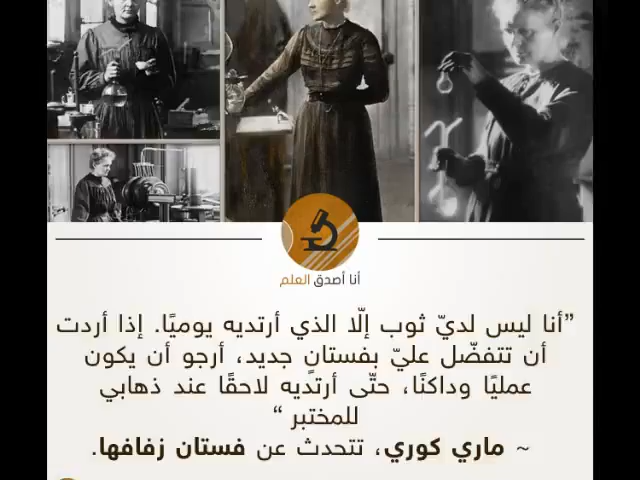 أنا أصدق العلم
”أنا ليس لديّ ثوب إلّا الذي أرتديه يوميًا. إذا أردت
أن تتفضّل عليّ بفستانٍ جديد، أرجو أن يكون
عمليًا وداكنًا، حتّى أرتديه لاحقًا عند ذهابي
للمختبر “
~ ماري كوري، تتحدث عن فستان زفافها.